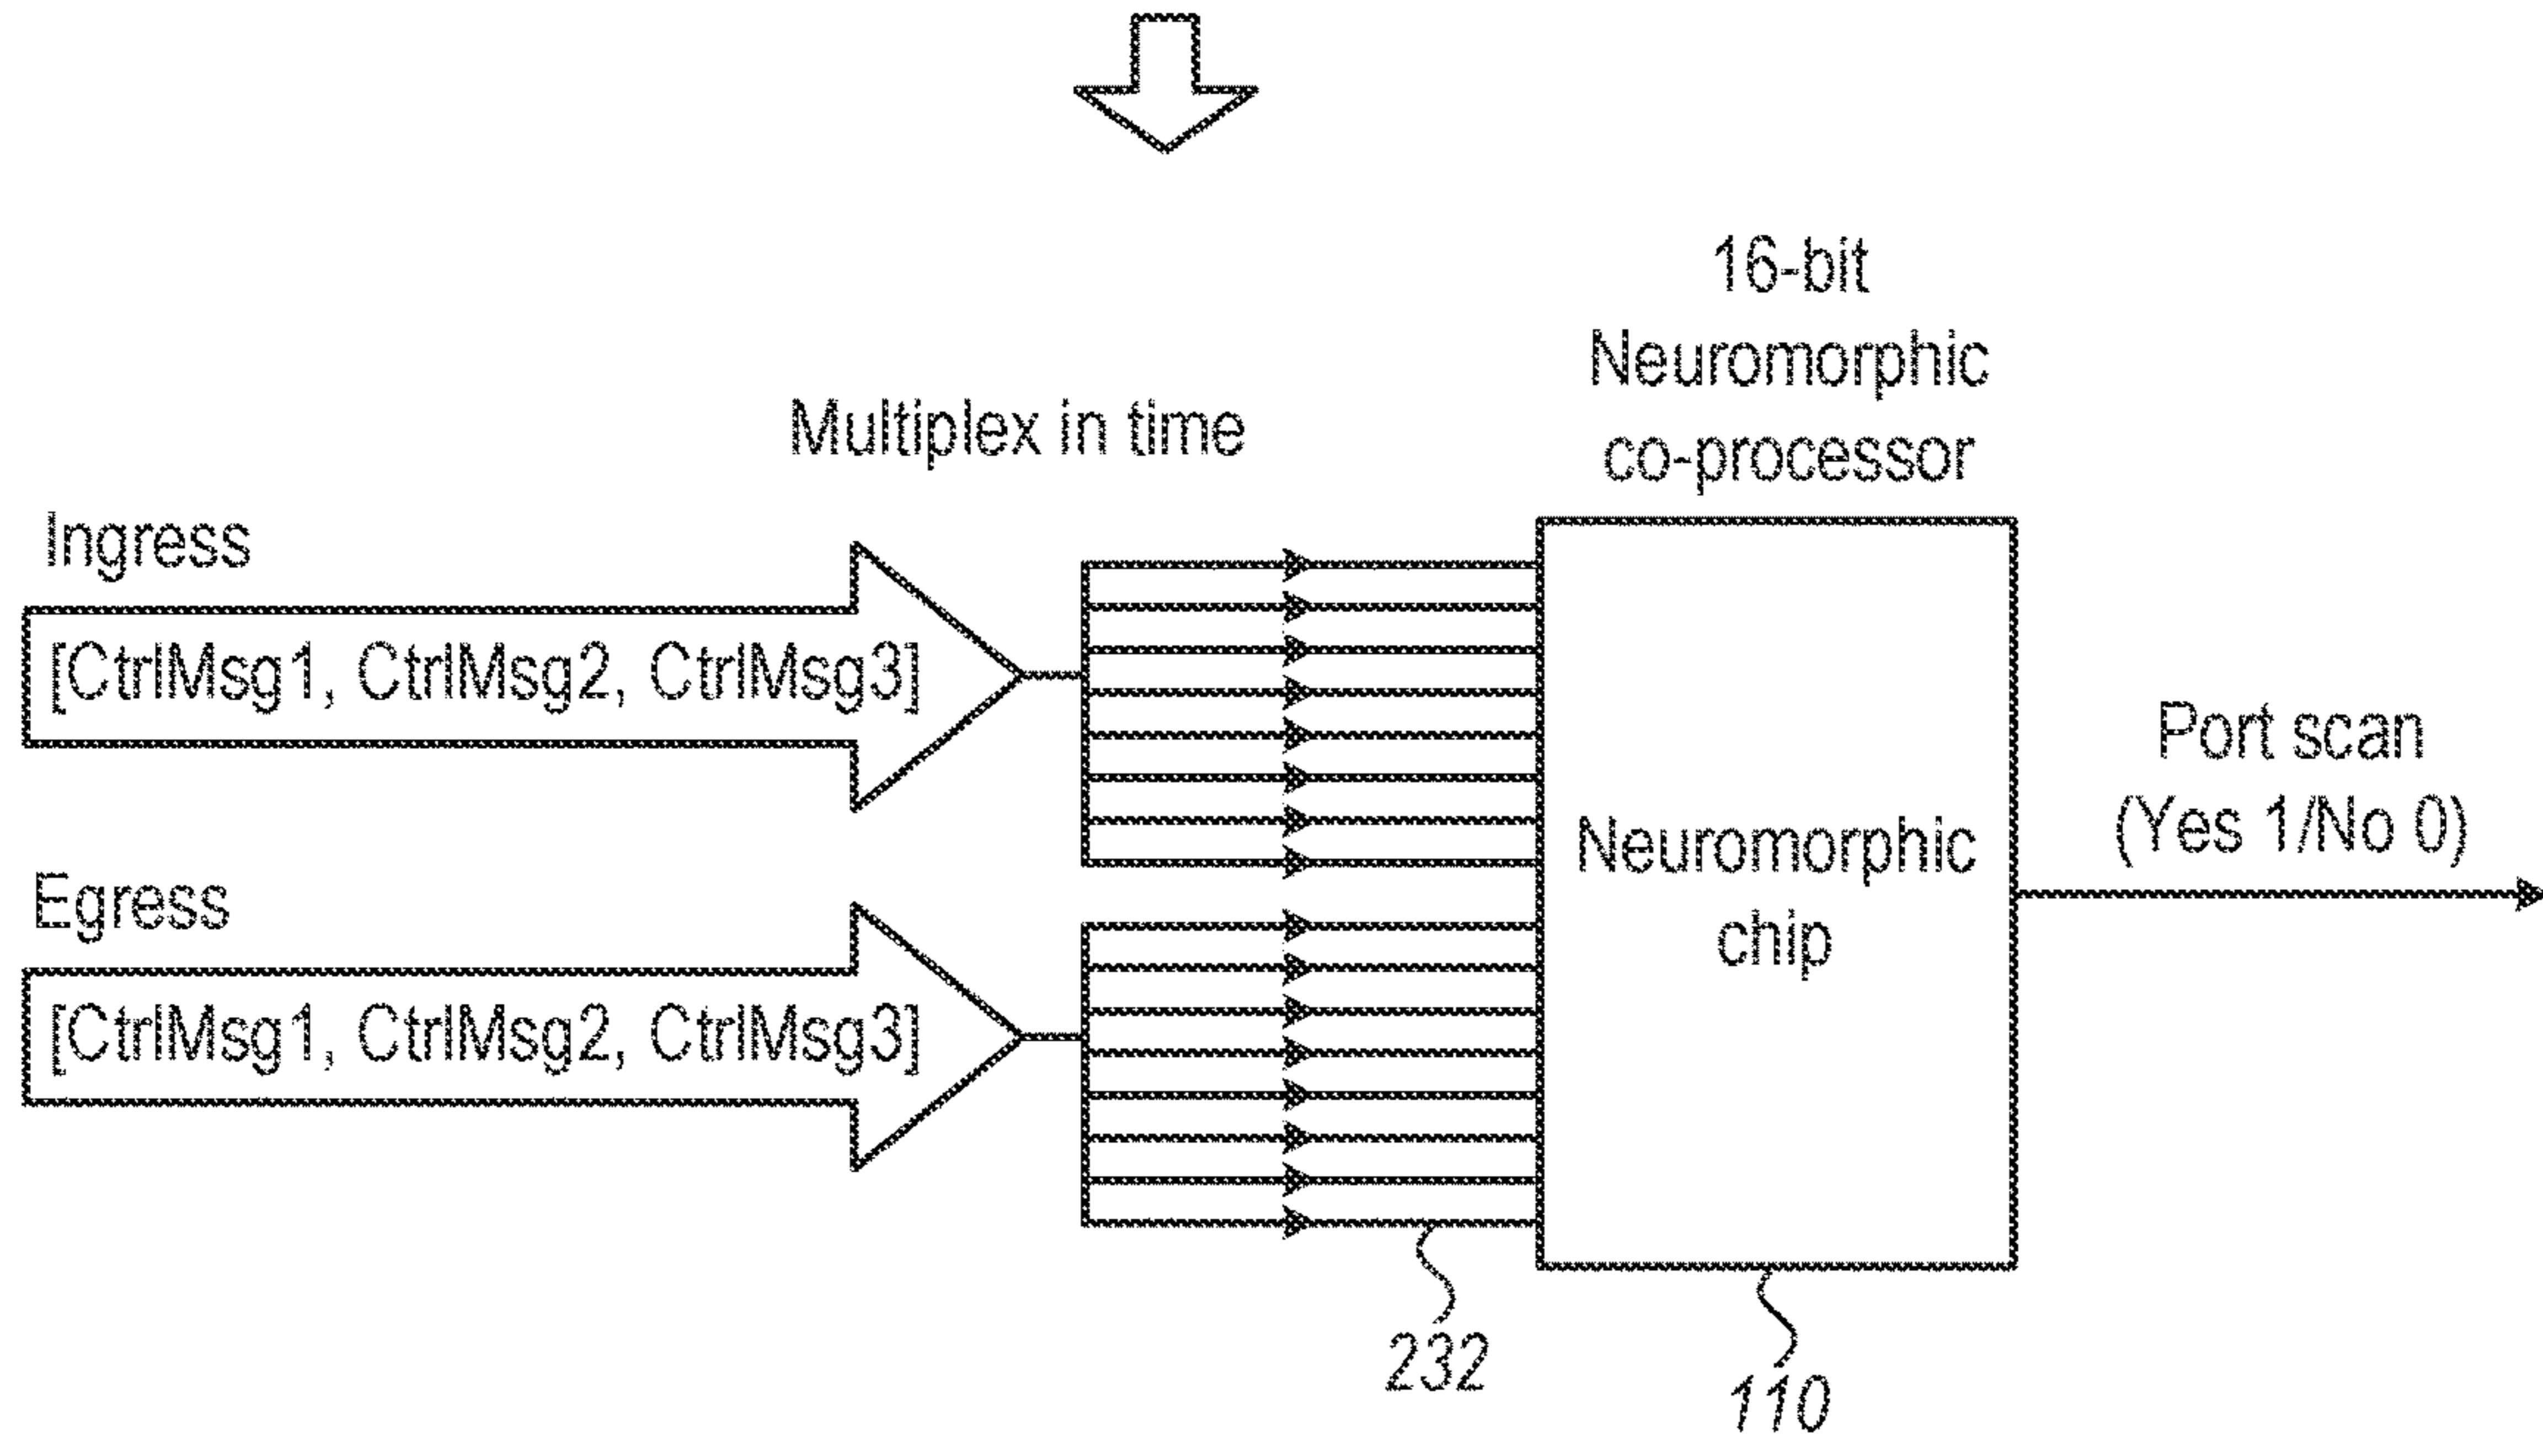 16-bit
Neuromorphic
co-processor
Multiplex in time
Ingress
[CtrlMsg1, CtrlMsg2, CtrlMsg3]
Egress
[CtrlMsg1, CtrlMsg2, CtrlMsg3]
Neuromorphic
chip
Port scan
(Yes 1/No 0)
232
110